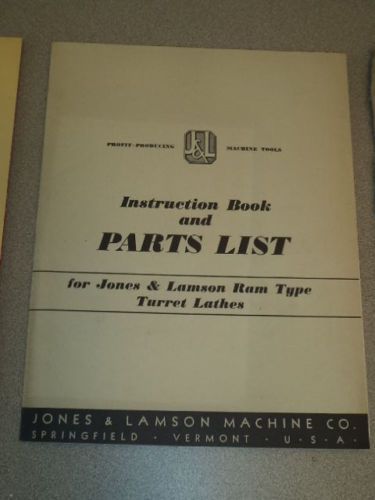 PROFIT-PRODUCING J&L MACHINE TOOLS
Instruction Book
and
PARTS LIST
for Jones & Lamson Ram Type
Turret Lathes
JONES & LAMSON MACHINE CO.
SPRINGFIELD · VERMONT · U · S · A ·